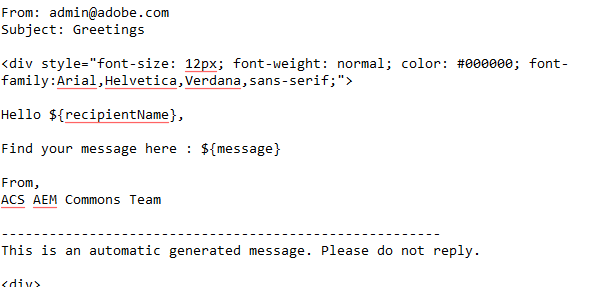 From: admin@adobe.com
Subject: Greetings
<div style="font-size: 12px; font-weight: normal; color: #000000; font-
family:Arial,Helvetica,Verdana,sans-serif;">
Hello ${recipientName},
Find your message here : ${message}
From,
ACS AEM Commons Team
-------------------------------------------------------
This is an automatic generated message. Please do not reply.
<div>